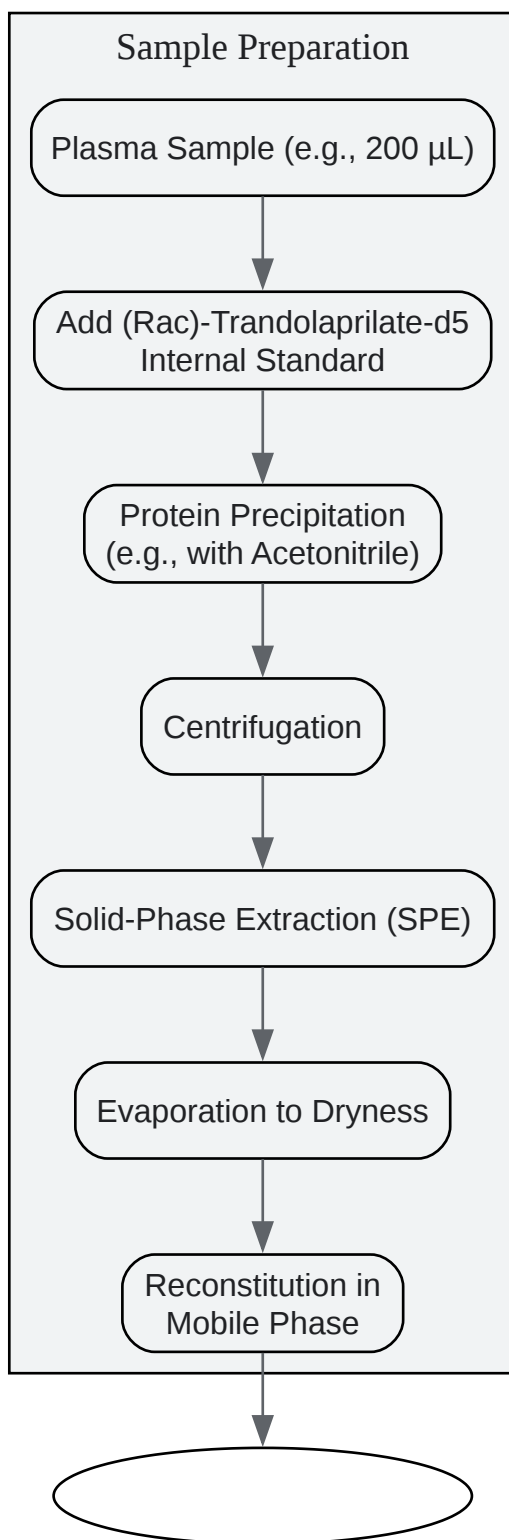 Sample Preparation
Plasma Sample (e.g., 200 µL)
Add (Rac)-Trandolaprilate-d5
Internal Standard
Protein Precipitation
(e.g., with Acetonitrile)
Centrifugation
Solid-Phase Extraction (SPE)
Evaporation to Dryness
Reconstitution in
Mobile Phase